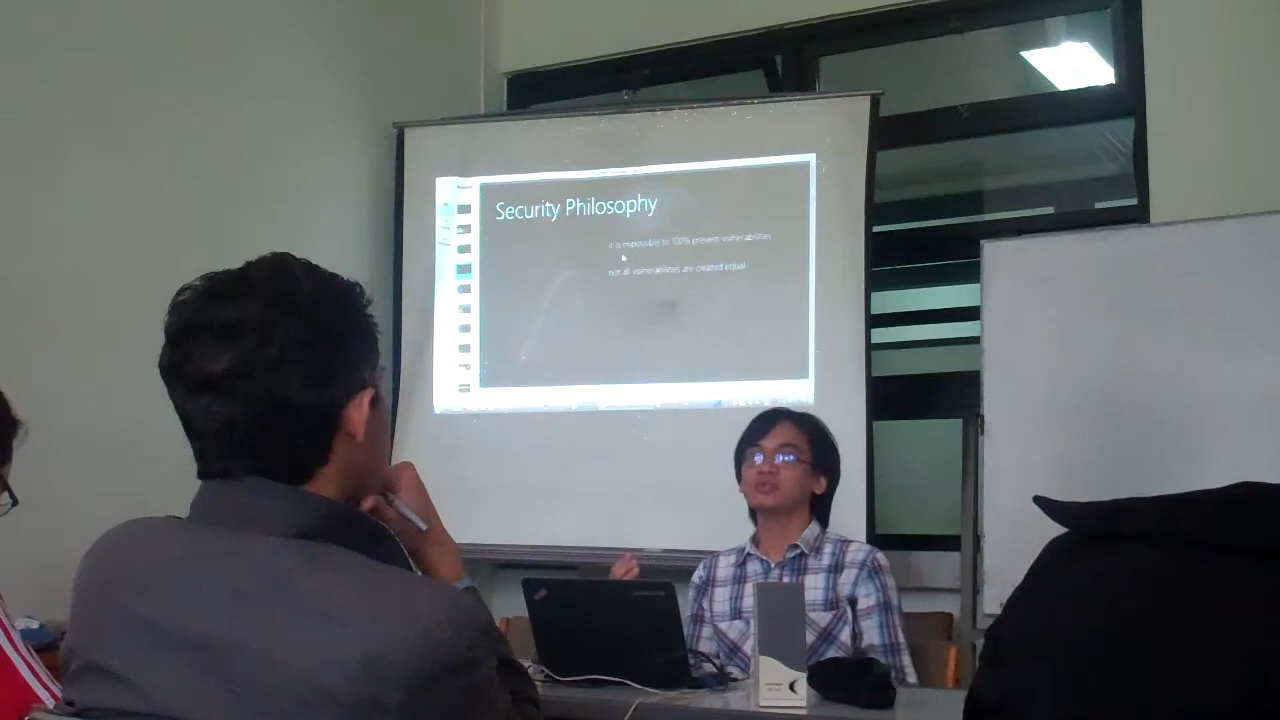 Security Philosophy
it is impossible to 100% prevent vulnerabilities
not all vulnerabilities are created equal